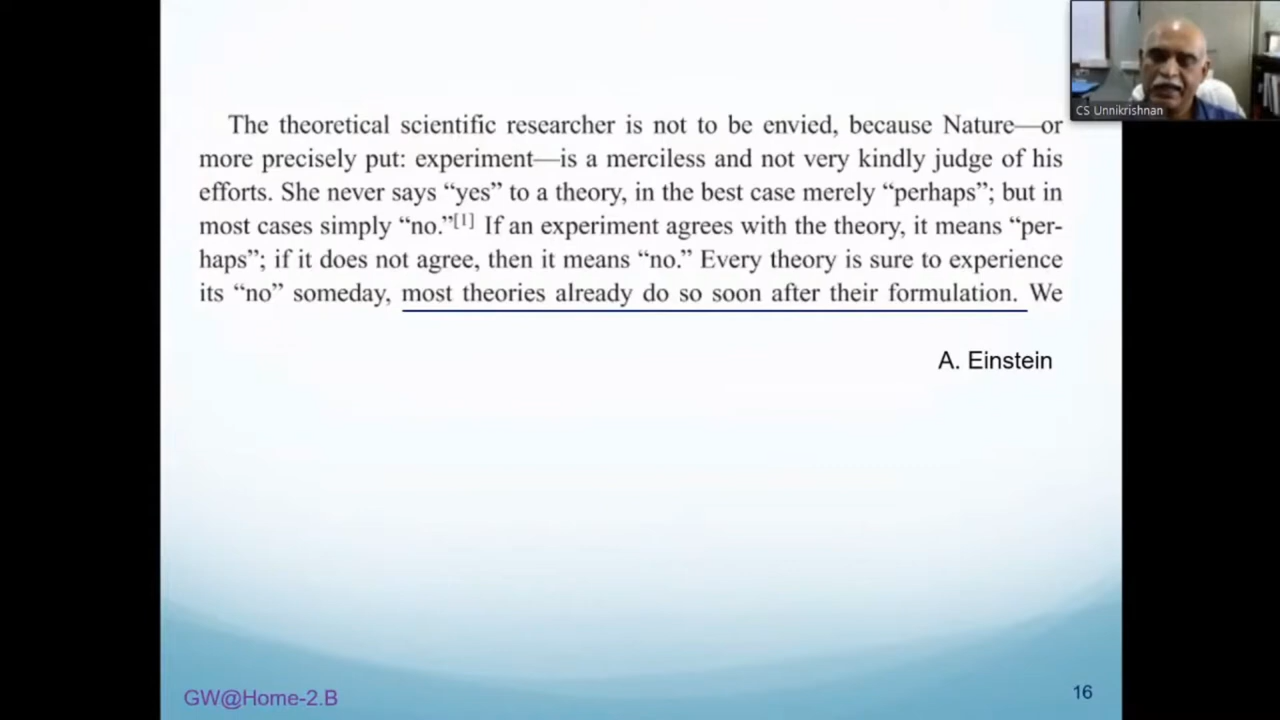 CS Unnikrishnan
The theoretical scientific researcher is not to be envied, because Nature—or
more precisely put: experiment—is a merciless and not very kindly judge of his
efforts. She never says “yes” to a theory, in the best case merely “perhaps”; but in
most cases simply “no.”[1] If an experiment agrees with the theory, it means “per-
haps”; if it does not agree, then it means “no.” Every theory is sure to experience
its “no” someday, most theories already do so soon after their formulation. We
A. Einstein
GW@Home-2.B
16